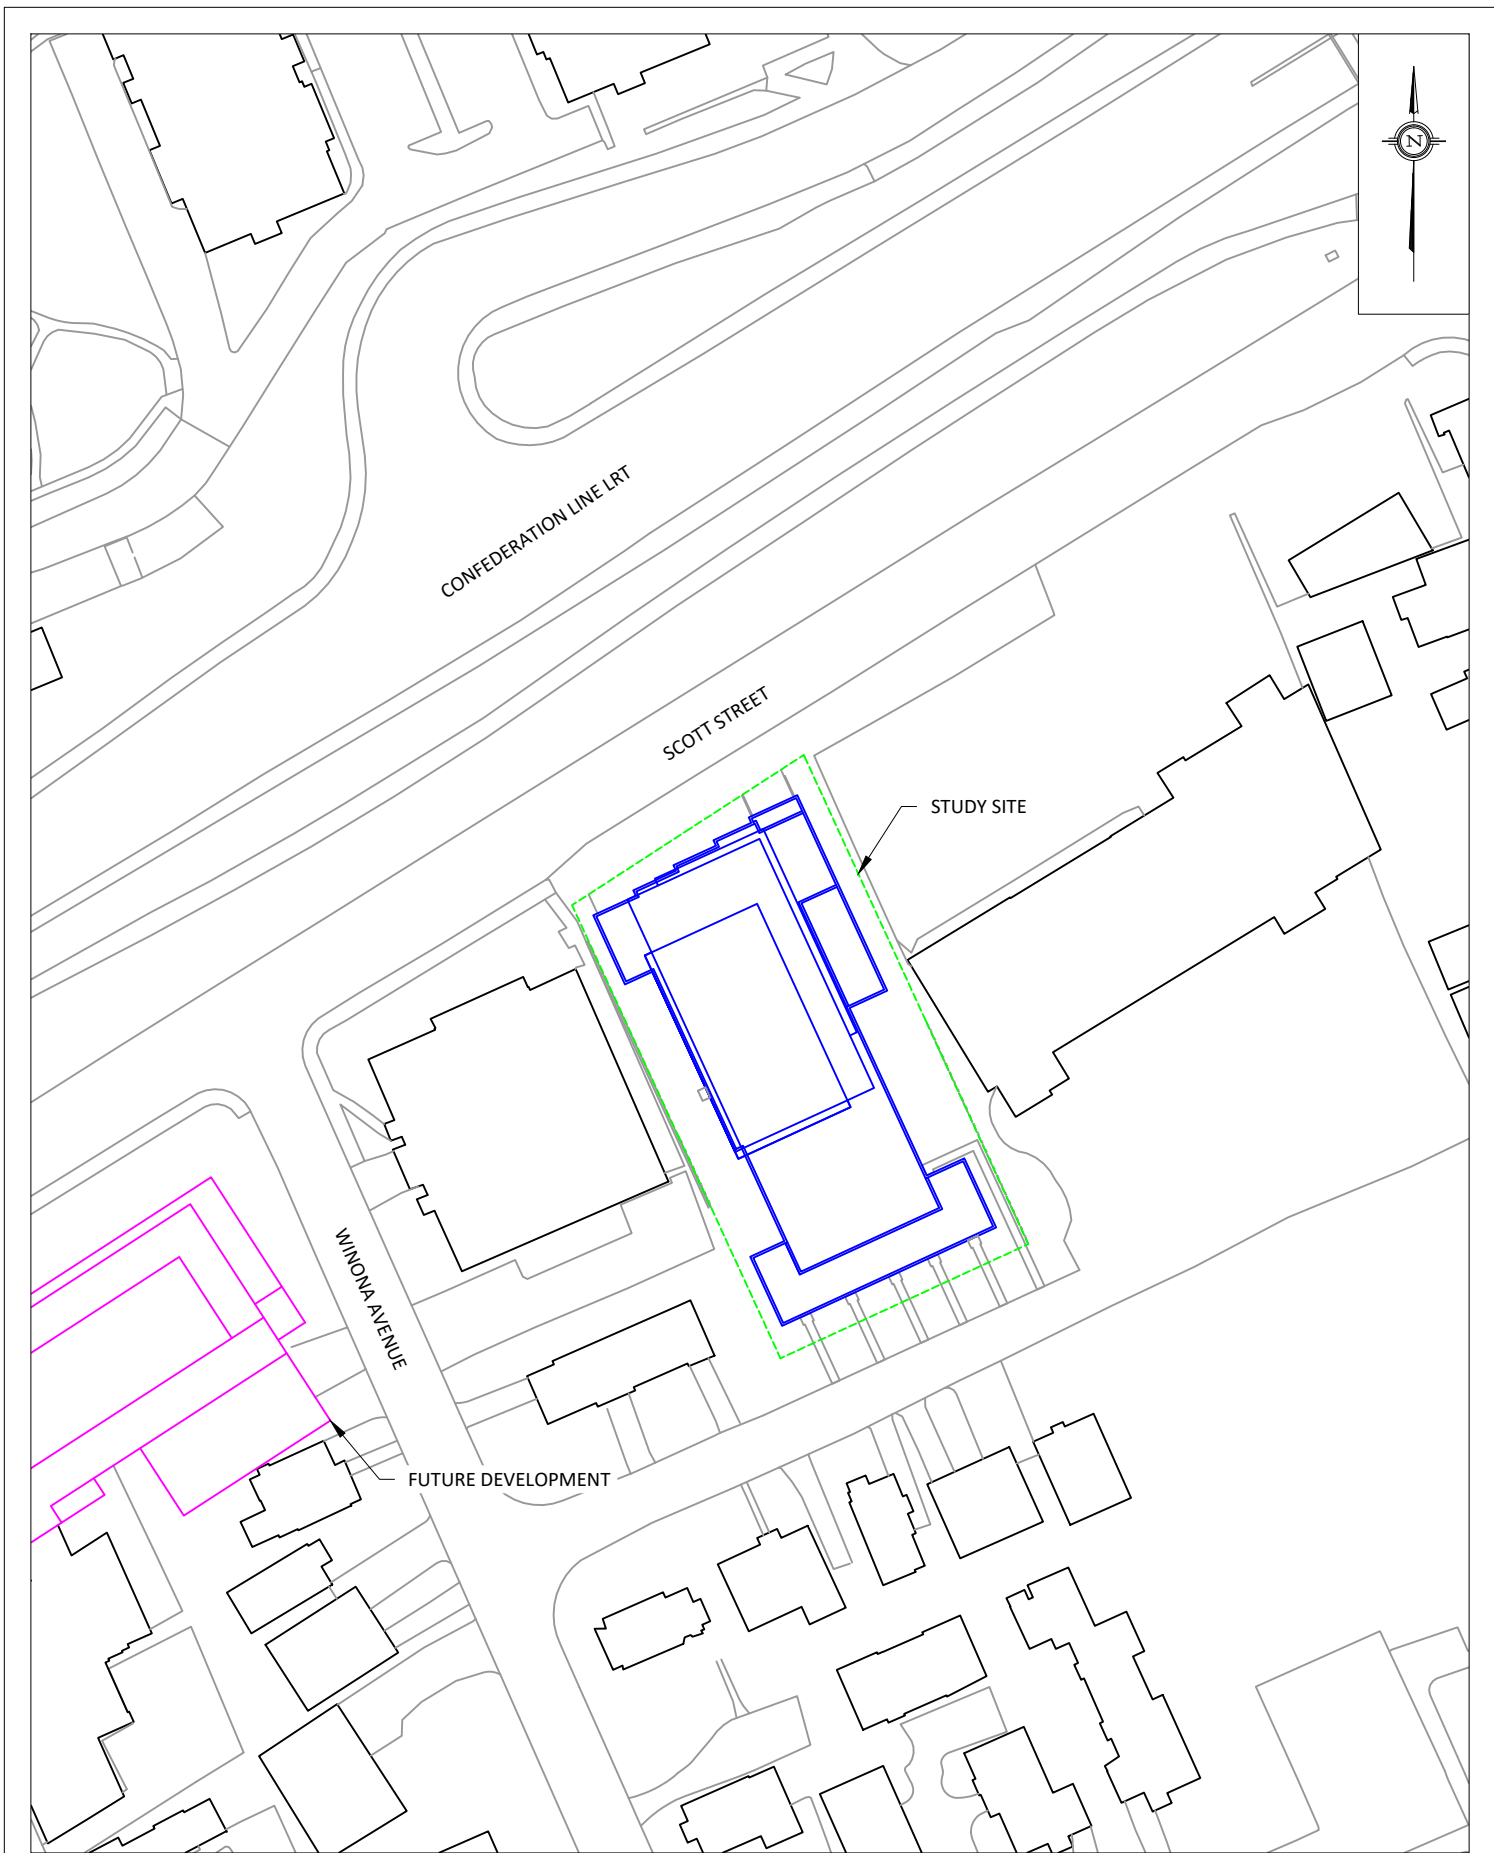 N
CONFEDERATION LINE LRT
SCOTT STREET
STUDY SITE
WINONA AVENUE
FUTURE DEVELOPMENT